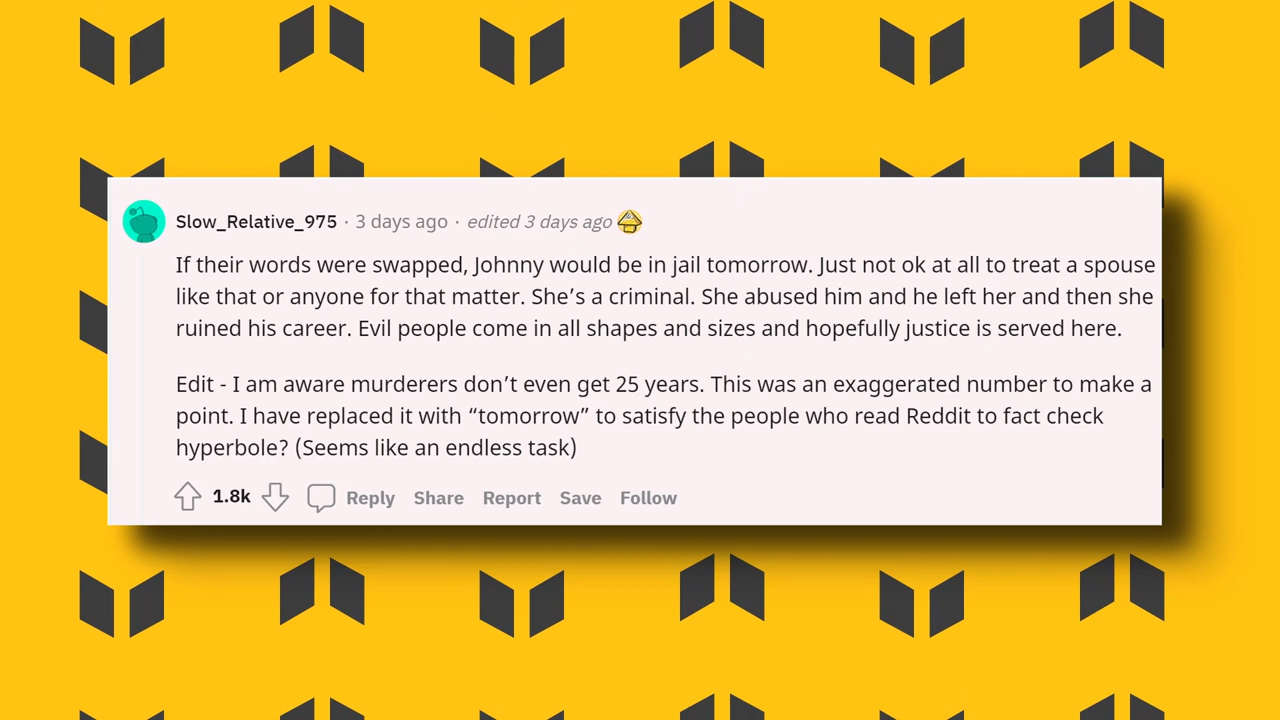 Slow_Relative_975 · 3 days ago · edited 3 days ago
If their words were swapped, Johnny would be in jail tomorrow. Just not ok at all to treat a spouse
like that or anyone for that matter. She’s a criminal. She abused him and he left her and then she
ruined his career. Evil people come in all shapes and sizes and hopefully justice is served here.
Edit - I am aware murderers don’t even get 25 years. This was an exaggerated number to make a
point. I have replaced it with “tomorrow” to satisfy the people who read Reddit to fact check
hyperbole? (Seems like an endless task)
1.8k Reply Share Report Save Follow